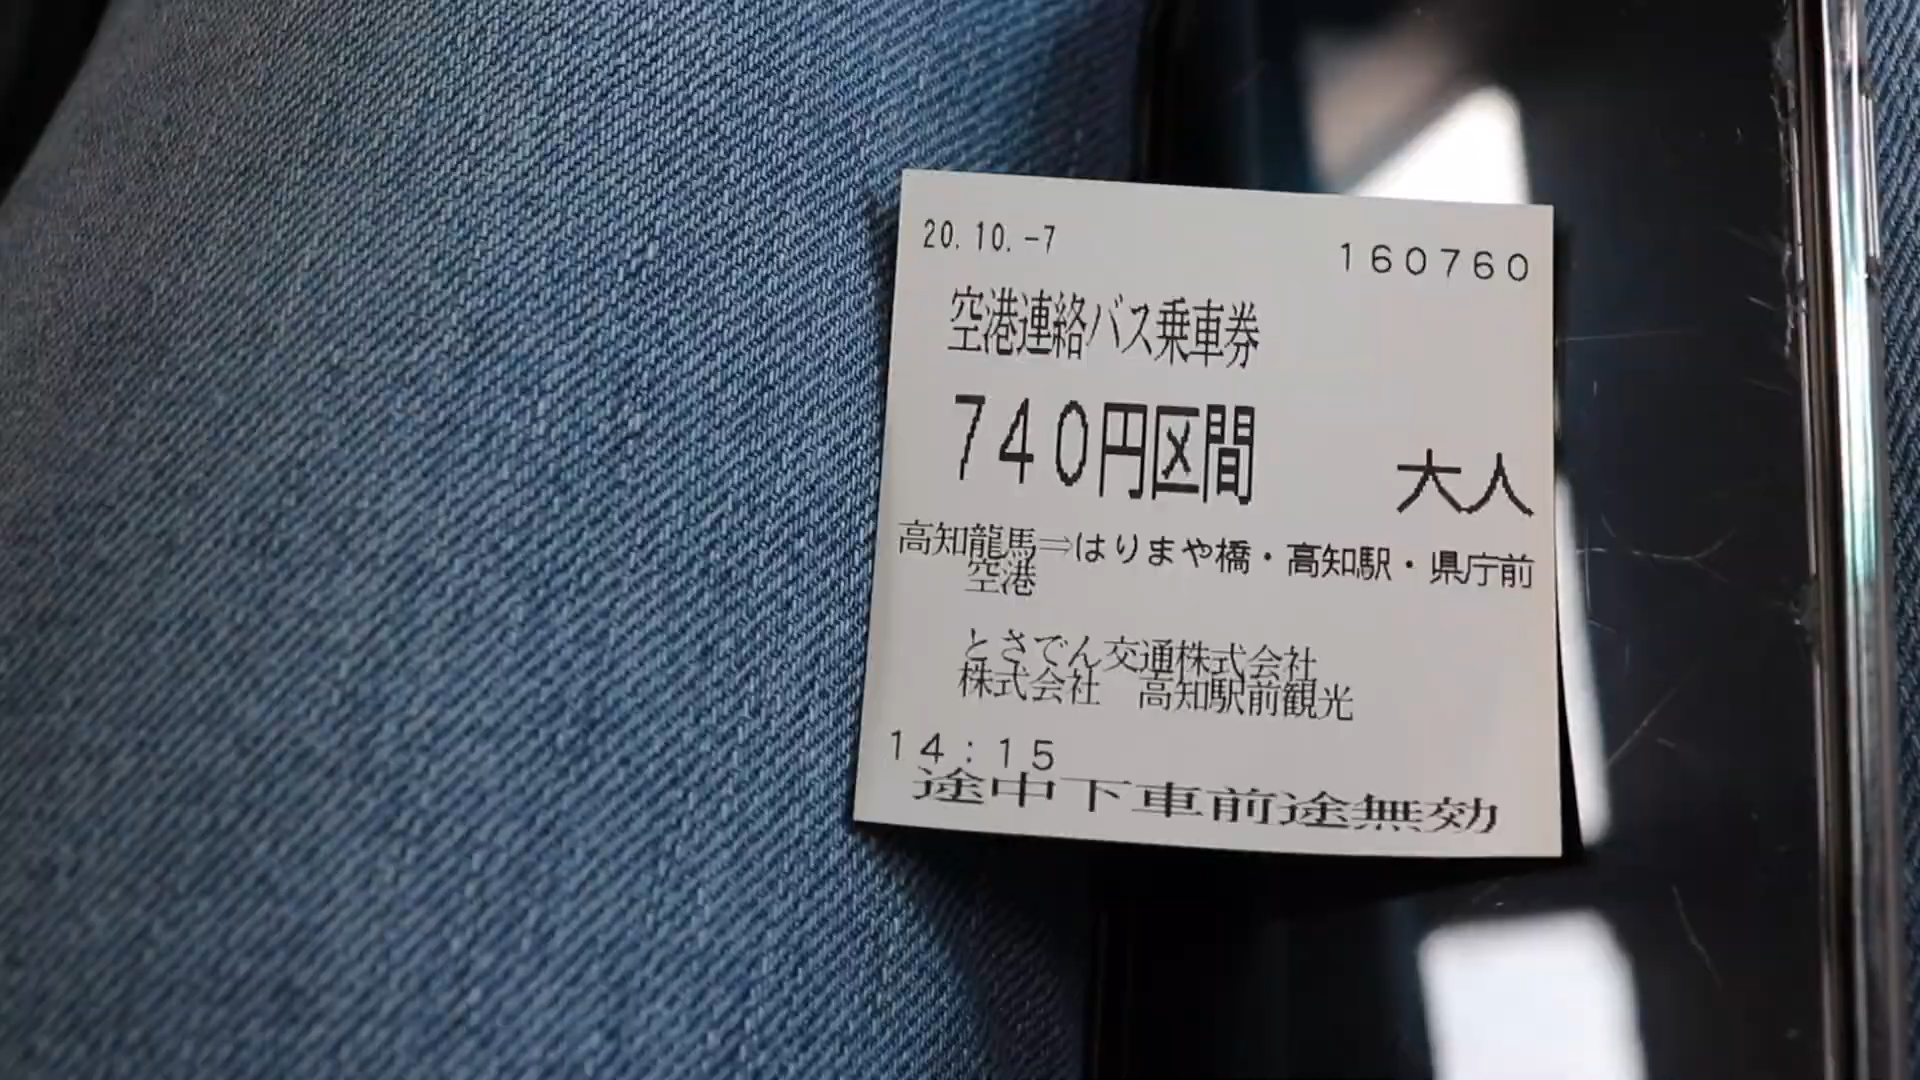 20.10.-7
160760
空港連絡バス乗車券
740円区間 大人
高知龍馬空港⇒はりまや橋・高知駅・県庁前
とさでん交通株式会社
株式会社 高知駅前観光
14:15
途中下車前途無効